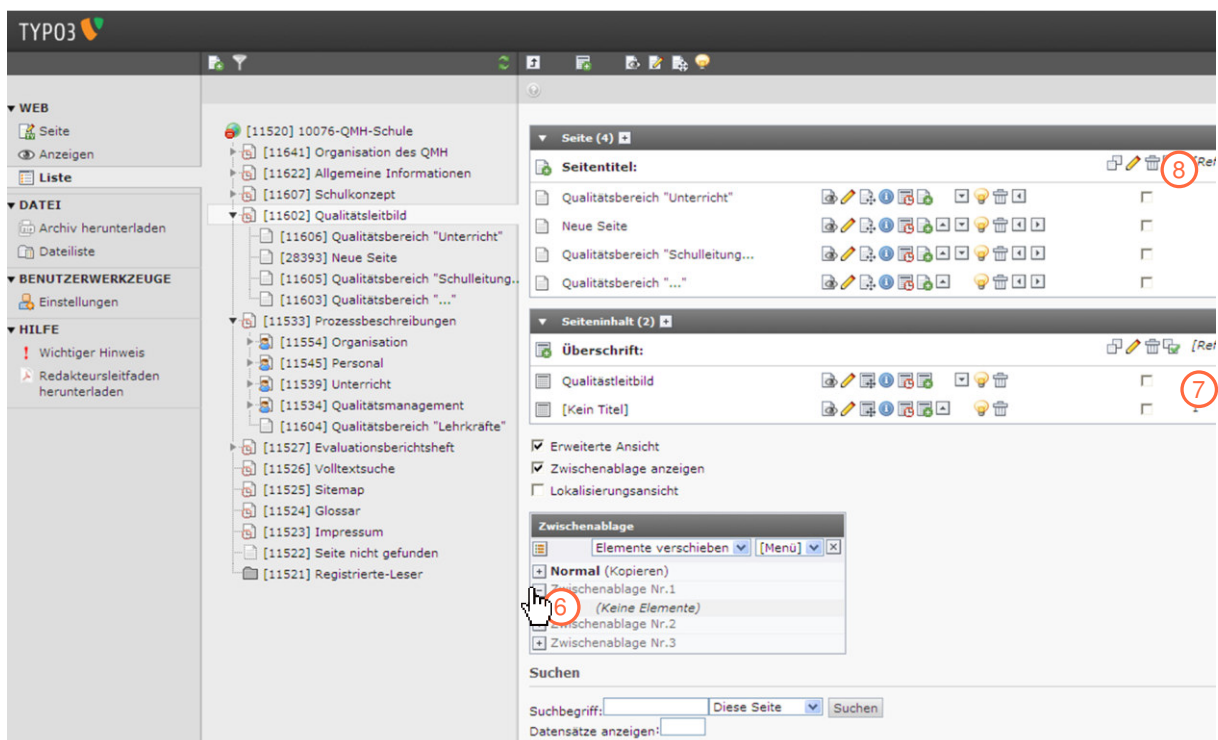 TYPO3
WEB
Seite
Anzeigen
Liste
DATEI
Archiv herunterladen
Dateiliste
BENUTZERWERKZEUGE
Einstellungen
HILFE
Wichtiger Hinweis
Redakteursleitfaden
herunterladen
[11520] 10076-QMH-Schule
[11641] Organisation des QMH
[11622] Allgemeine Informationen
[11607] Schulkonzept
[11602] Qualitätsleitbild
[11606] Qualitätsbereich "Unterricht"
[28393] Neue Seite
[11605] Qualitätsbereich "Schulleitung...
[11603] Qualitätsbereich "..."
[11533] Prozessbeschreibungen
[11554] Organisation
[11545] Personal
[11539] Unterricht
[11534] Qualitätsmanagement
[11604] Qualitätsbereich "Lehrkräfte"
[11527] Evaluationsberichtsheft
[11526] Volltextsuche
[11525] Sitemap
[11524] Glossar
[11523] Impressum
[11522] Seite nicht gefunden
[11521] Registrierte-Leser
Seite (4)
Seitentitel: 8 [Ref
Qualitätsbereich "Unterricht"
Neue Seite
Qualitätsbereich "Schulleitung...
Qualitätsbereich "..."
Seiteninhalt (2)
Überschrift: [Ref
Qualitästleitbild
7
[Kein Titel]
Erweiterte Ansicht
Zwischenablage anzeigen
Lokalisierungsansicht
Zwischenablage
Elemente verschieben [Menü]
Normal (Kopieren)
Zwischenablage Nr.1
6 (Keine Elemente)
Zwischenablage Nr.2
Zwischenablage Nr.3
Suchen
Suchbegriff: Diese Seite Suchen
Datensätze anzeigen: